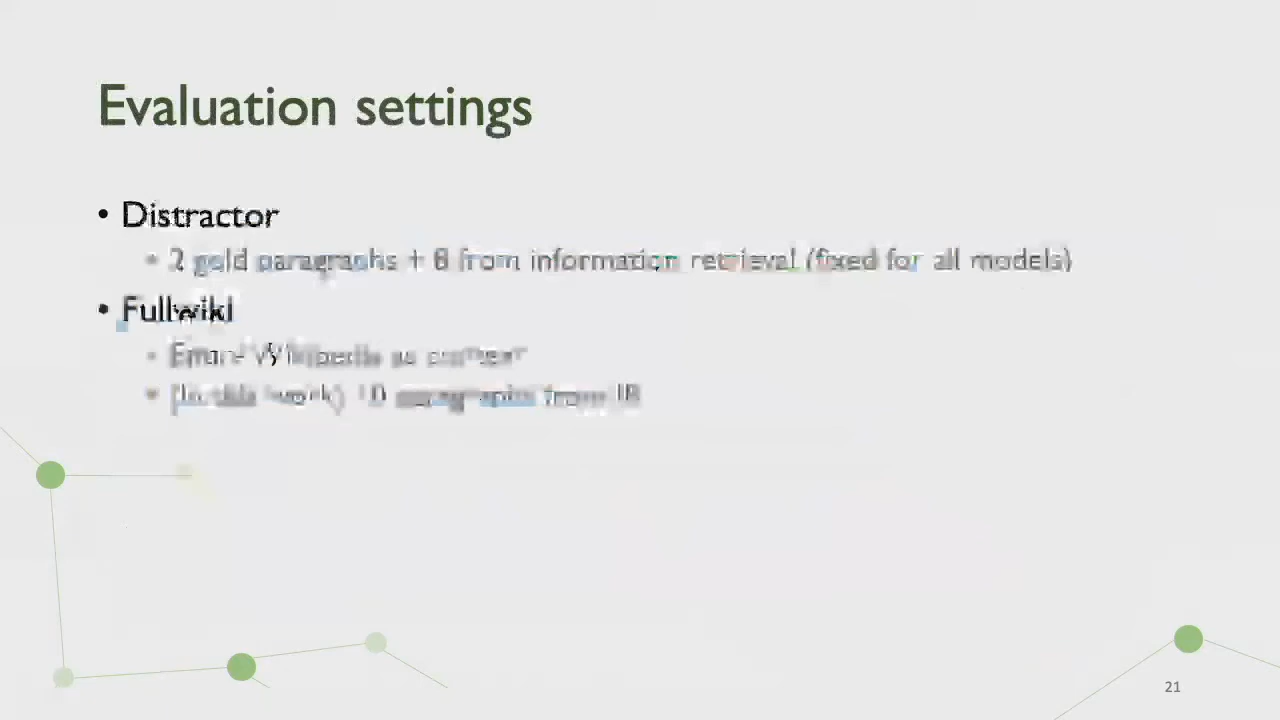 Evaluation settings
• Distractor
• 2 gold paragraphs + 8 from information retrieval (fixed for all models)
• Fullwiki
• Entire Wikipedia as context
• (In this work) 10 paragraphs from IR
21